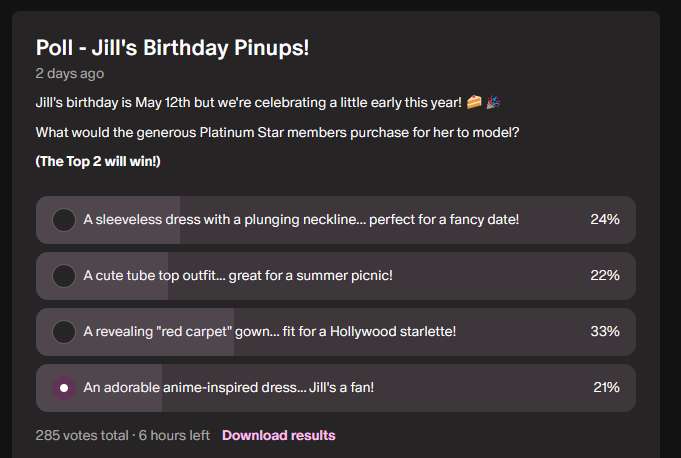 Poll - Jill's Birthday Pinups!
2 days ago
Jill's birthday is May 12th but we're celebrating a little early this year! 🍰 🎉
What would the generous Platinum Star members purchase for her to model?
(The Top 2 will win!)
A sleeveless dress with a plunging neckline... perfect for a fancy date! 24%
A cute tube top outfit... great for a summer picnic! 22%
A revealing "red carpet" gown... fit for a Hollywood starlette! 33%
An adorable anime-inspired dress... Jill's a fan! 21%
285 votes total · 6 hours left Download results